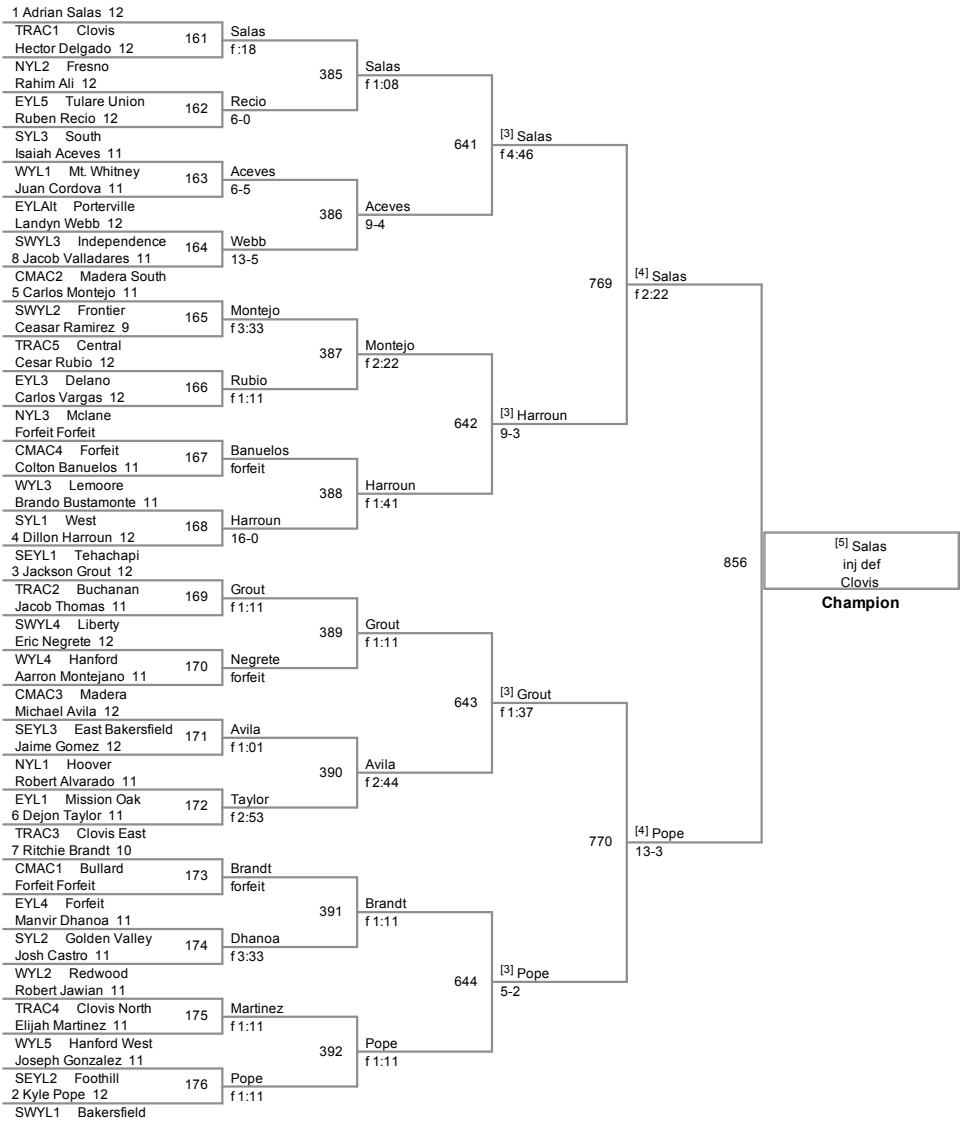 1 Adrian Salas 12
TRAC1 Clovis
Hector Delgado 12
NYL2 Fresno
Rahim Ali 12
EYL5 Tulare Union
Ruben Recio 12
SYL3 South
Isaiah Aceves 11
WYL1 Mt. Whitney
Juan Cordova 11
EYLAlt Porterville
Landyn Webb 12
SWYL3 Independence
8 Jacob Valladares 11
CMAC2 Madera South
5 Carlos Montejo 11
SWYL2 Frontier
Ceasar Ramirez 9
TRAC5 Central
Cesar Rubio 12
EYL3 Delano
Carlos Vargas 12
NYL3 Mclane
Forfeit Forfeit
CMAC4 Forfeit
Colton Banuelos 11
WYL3 Lemoore
Brando Bustamonte 11
SYL1 West
4 Dillon Harroun 12
SEYL1 Tehachapi
3 Jackson Grout 12
TRAC2 Buchanan
Jacob Thomas 11
SWYL4 Liberty
Eric Negrete 12
WYL4 Hanford
Aarron Montejano 11
CMAC3 Madera
Michael Avila 12
SEYL3 East Bakersfield
Jaime Gomez 12
NYL1 Hoover
Robert Alvarado 11
EYL1 Mission Oak
6 Dejon Taylor 11
TRAC3 Clovis East
7 Ritchie Brandt 10
CMAC1 Bullard
Forfeit Forfeit
EYL4 Forfeit
Manvir Dhanoa 11
SYL2 Golden Valley
Josh Castro 11
WYL2 Redwood
Robert Jawian 11
TRAC4 Clovis North
Elijah Martinez 11
WYL5 Hanford West
Joseph Gonzalez 11
SEYL2 Foothill
2 Kyle Pope 12
SWYL1 Bakersfield
161
Salas
f :18
162
Recio
6-0
163
Aceves
6-5
164
Webb
13-5
165
Montejo
f 3:33
166
Rubio
f 1:11
167
Banuelos
forfeit
168
Harroun
16-0
169
Grout
f 1:11
170
Negrete
forfeit
171
Avila
f 1:01
172
Taylor
f 2:53
173
Brandt
forfeit
174
Dhanoa
f 3:33
175
Martinez
f 1:11
176
Pope
f 1:11
385
Salas
f 1:08
386
Aceves
9-4
387
Montejo
f 2:22
388
Harroun
f 1:41
389
Grout
f 1:11
390
Avila
f 2:44
391
Brandt
f 1:11
392
Pope
f 1:11
641
[3] Salas
f 4:46
642
[3] Harroun
9-3
643
[3] Grout
f 1:37
644
[3] Pope
5-2
769
[4] Salas
f 2:22
770
[4] Pope
13-3
856
[5] Salas
inj def
Clovis
Champion